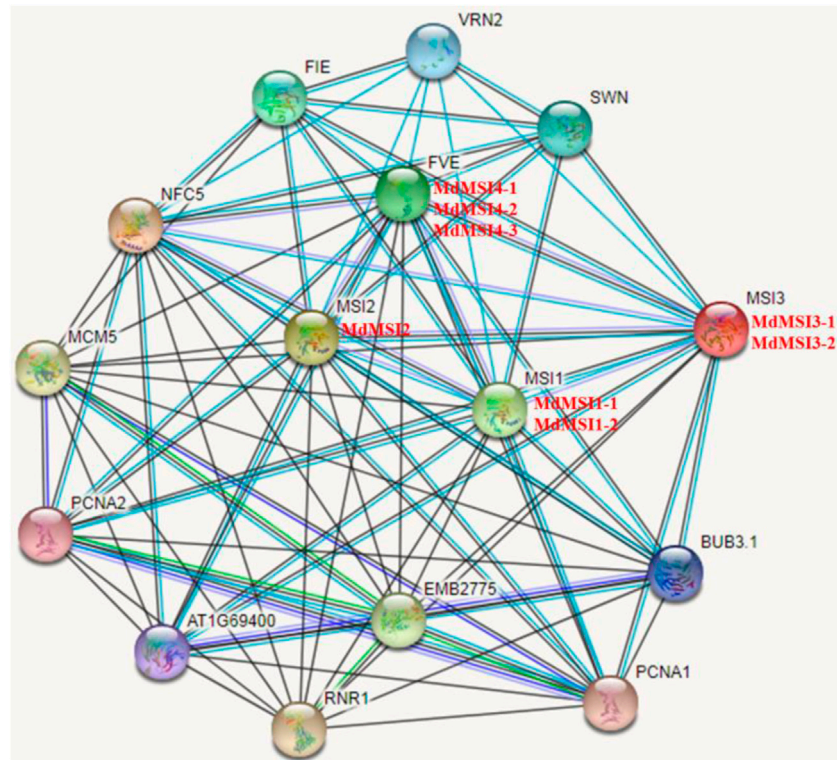 VRN2
FIE
SWN
FVE
MdMSI4-1
MdMSI4-2
MdMSI4-3
NFC5
MSI3
MdMSI3-1
MdMSI3-2
MSI2
MdMSI2
MCM5
MSI1
MdMSI1-1
MdMSI1-2
PCNA2
BUB3.1
EMB2775
AT1G69400
PCNA1
RNR1